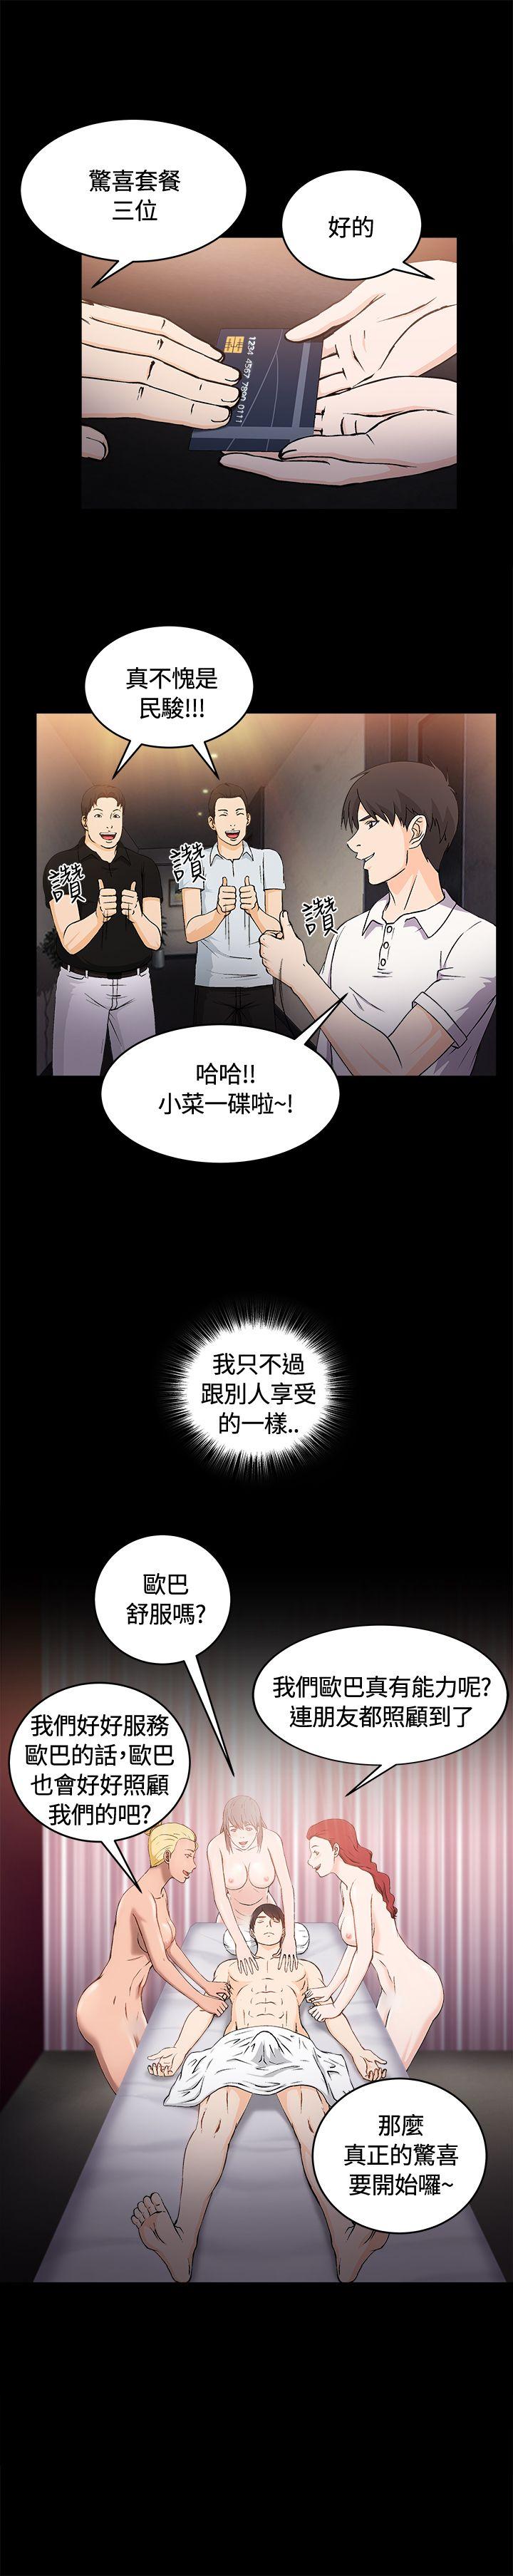 驚喜套餐
三位
好的
1234 4567 7890 0111
真不愧是
民駿!!!
讚
讚
讚
哈哈!!
小菜一碟啦~!
我只不過
跟別人享受
的一樣..
歐巴
舒服嗎?
我們歐巴真有能力呢?
連朋友都照顧到了
我們好好服務
歐巴的話,歐巴
也會好好照顧
我們的吧?
那麼
真正的驚喜
要開始囉~